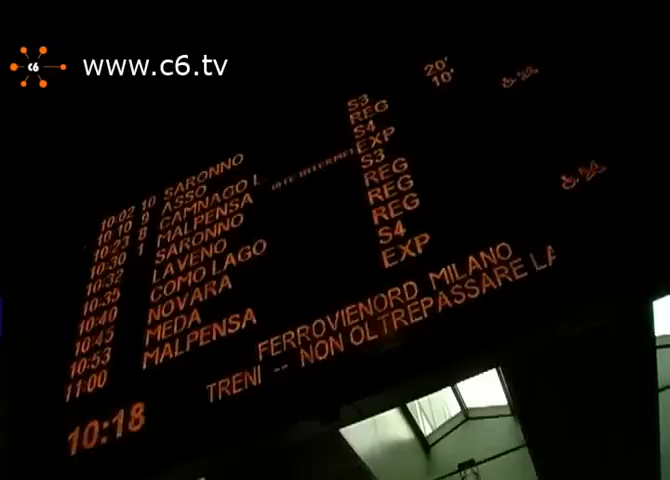 c6 www.c6.tv
10:02 10 SARONNO S3 20'
10:10 9 ASSO REG 10'
10:23 8 CAMNAGO L S4
10:30 1 MALPENSA EXP
10:32 SARONNO S3
10:35 LAVENO REG
10:40 COMO LAGO REG
10:45 NOVARA REG
10:53 MEDA S4
11:00 MALPENSA EXP
FERROVIENORD MILANO
10:18 TRENI -- NON OLTREPASSARE LA